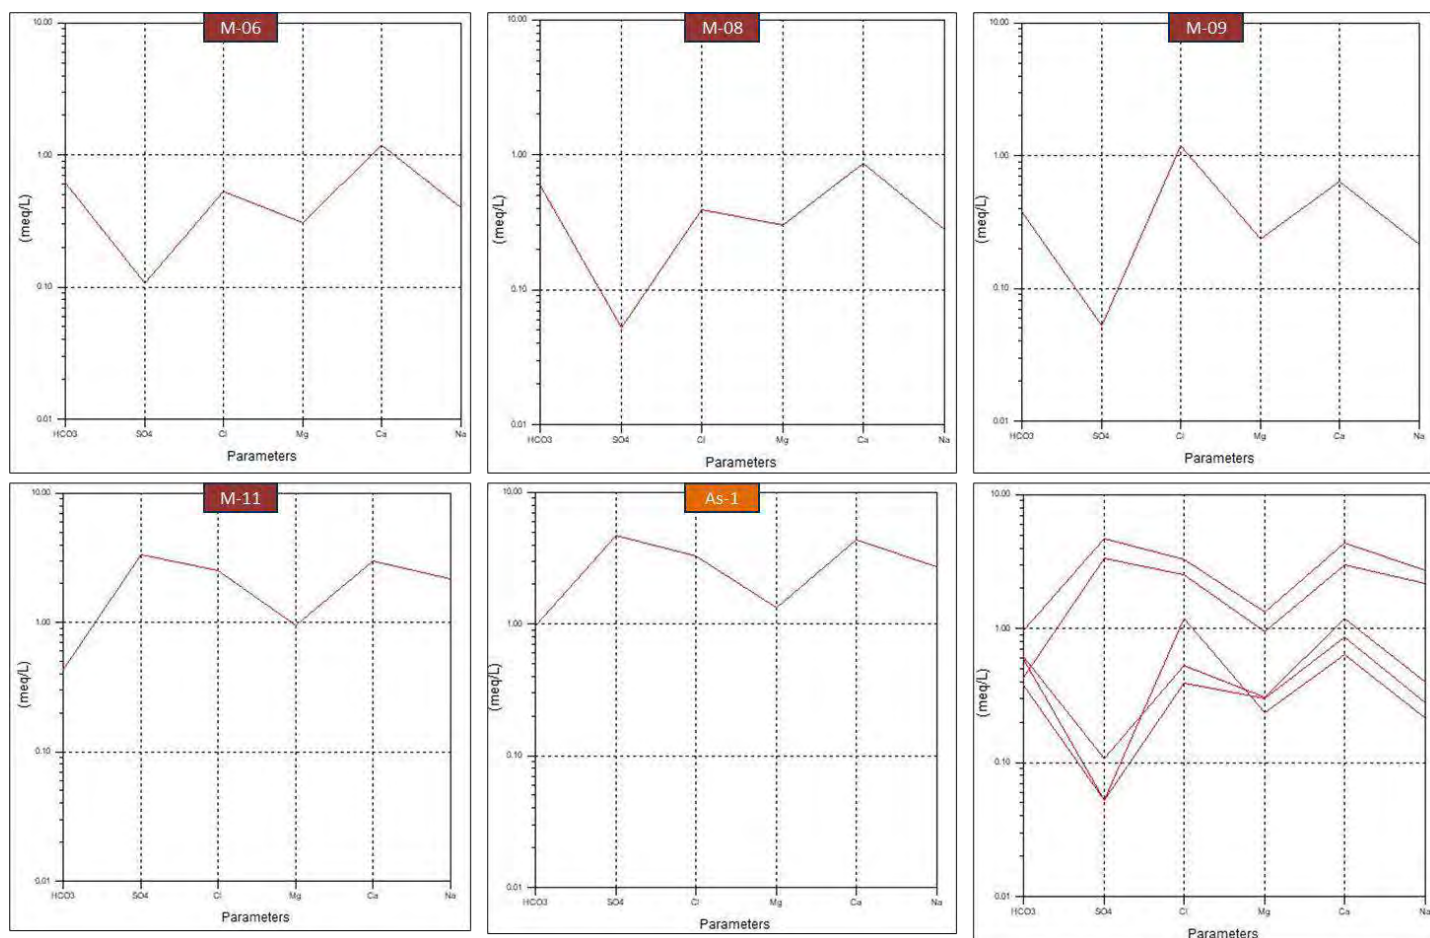 M-06
10.00
1.00
0.10
0.01
(meq/L)
HCO3 SO4 Cl Mg Ca Na
Parameters
M-08
10.00
1.00
0.10
0.01
(meq/L)
HCO3 SO4 Cl Mg Ca Na
Parameters
M-09
10.00
1.00
0.10
0.01
(meq/L)
HCO3 SO4 Cl Mg Ca Na
Parameters
M-11
10.00
1.00
0.10
0.01
(meq/L)
HCO3 SO4 Cl Mg Ca Na
Parameters
As-1
10.00
1.00
0.10
0.01
(meq/L)
HCO3 SO4 Cl Mg Ca Na
Parameters
10.00
1.00
0.10
0.01
(meq/L)
HCO3 SO4 Cl Mg Ca Na
Parameters